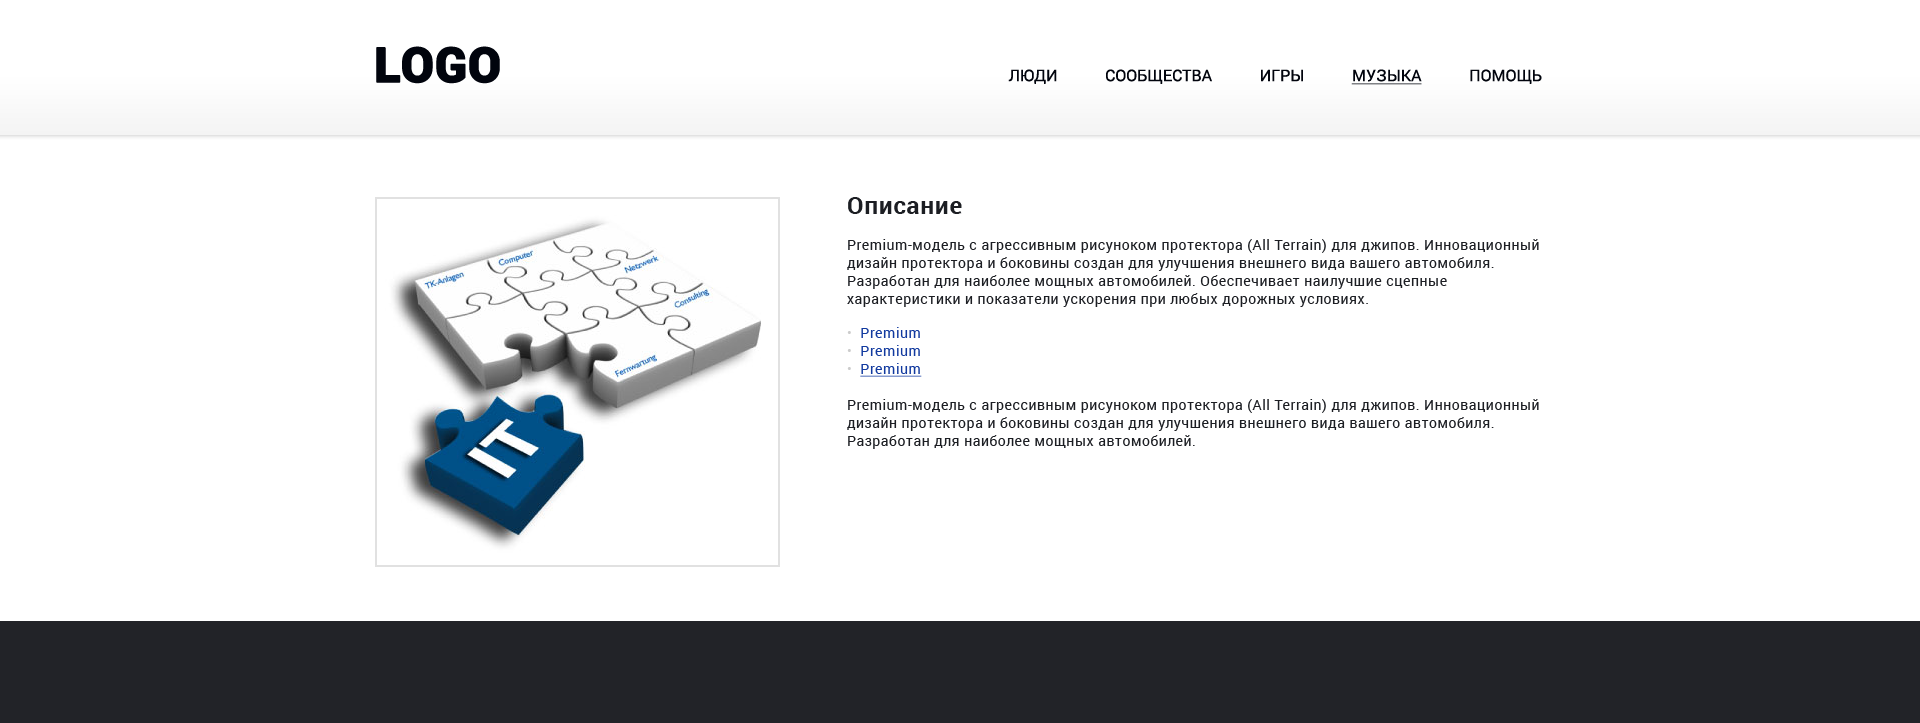 LOGO
ЛЮДИ СООБЩЕСТВА ИГРЫ МУЗЫКА ПОМОЩЬ
TK-Anlagen
Computer
Netzwerk
Consulting
Fernwartung
IT
Описание
Premium-модель с агрессивным рисуноком протектора (All Terrain) для джипов. Инновационный
дизайн протектора и боковины создан для улучшения внешнего вида вашего автомобиля.
Разработан для наиболее мощных автомобилей. Обеспечивает наилучшие сцепные
характеристики и показатели ускорения при любых дорожных условиях.
Premium
Premium
Premium
Premium-модель с агрессивным рисуноком протектора (All Terrain) для джипов. Инновационный
дизайн протектора и боковины создан для улучшения внешнего вида вашего автомобиля.
Разработан для наиболее мощных автомобилей.